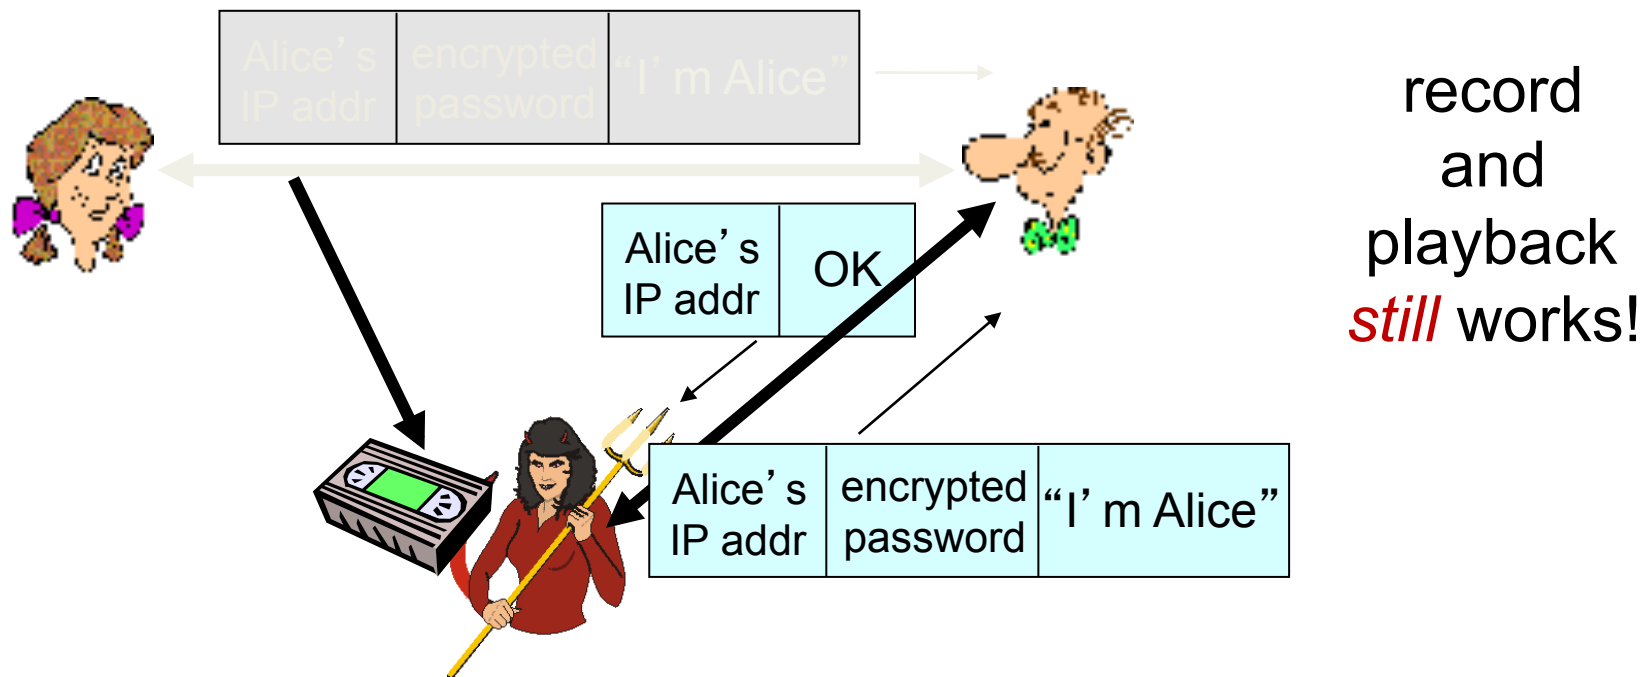 Alice’s
IP addr
encrypted
password
“I’m Alice”
record
and
playback
still works!
Alice’s
IP addr
OK
Alice’s
IP addr
encrypted
password
“I’m Alice”